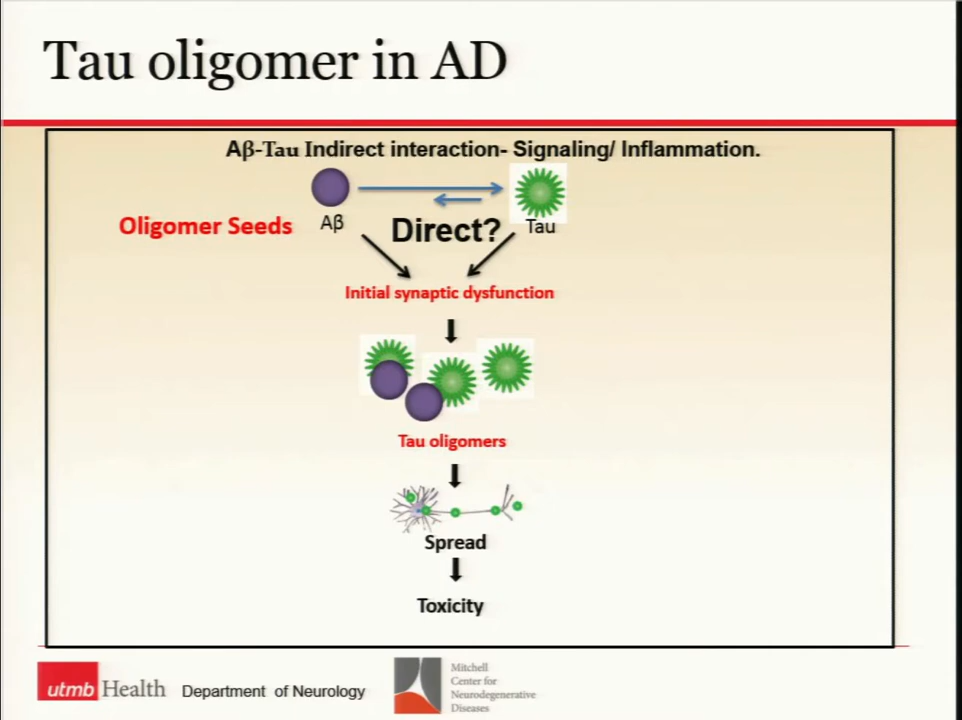 Tau oligomer in AD
Aβ-Tau Indirect interaction- Signaling/ Inflammation.
Oligomer Seeds
Aβ
Direct?
Tau
Initial synaptic dysfunction
Tau oligomers
Spread
Toxicity
utmb Health
Department of Neurology
Mitchell
Center for
Neurodegenerative
Diseases